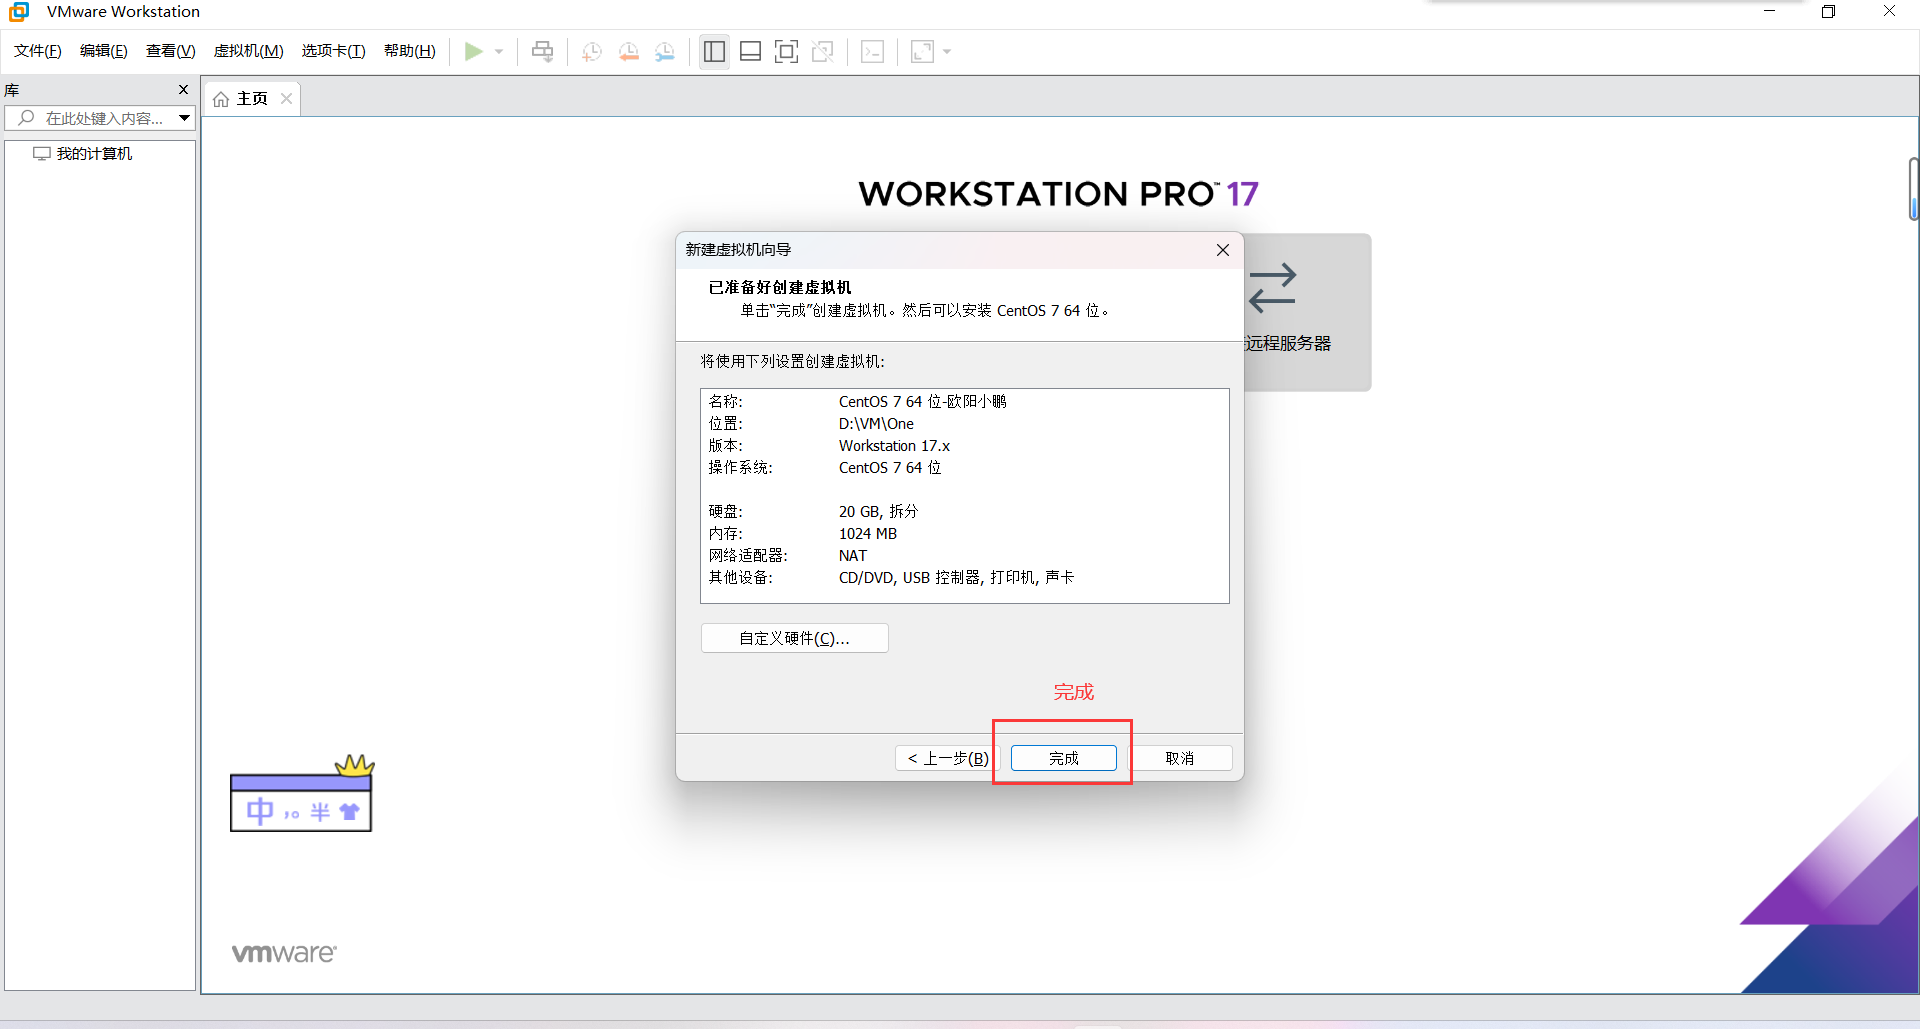 VMware Workstation
文件(F) 编辑(E) 查看(V) 虚拟机(M) 选项卡(T) 帮助(H)
库
在此处键入内容...
我的计算机
主页
WORKSTATION PRO™ 17
新建虚拟机向导
已准备好创建虚拟机
单击“完成”创建虚拟机。然后可以安装 CentOS 7 64 位。
远程服务器
将使用下列设置创建虚拟机:
名称: CentOS 7 64 位-欧阳小鹏
位置: D:\VM\One
版本: Workstation 17.x
操作系统: CentOS 7 64 位
硬盘: 20 GB, 拆分
内存: 1024 MB
网络适配器: NAT
其他设备: CD/DVD, USB 控制器, 打印机, 声卡
自定义硬件(C)...
完成
< 上一步(B) 完成 取消
中 ,。 半
vmware®